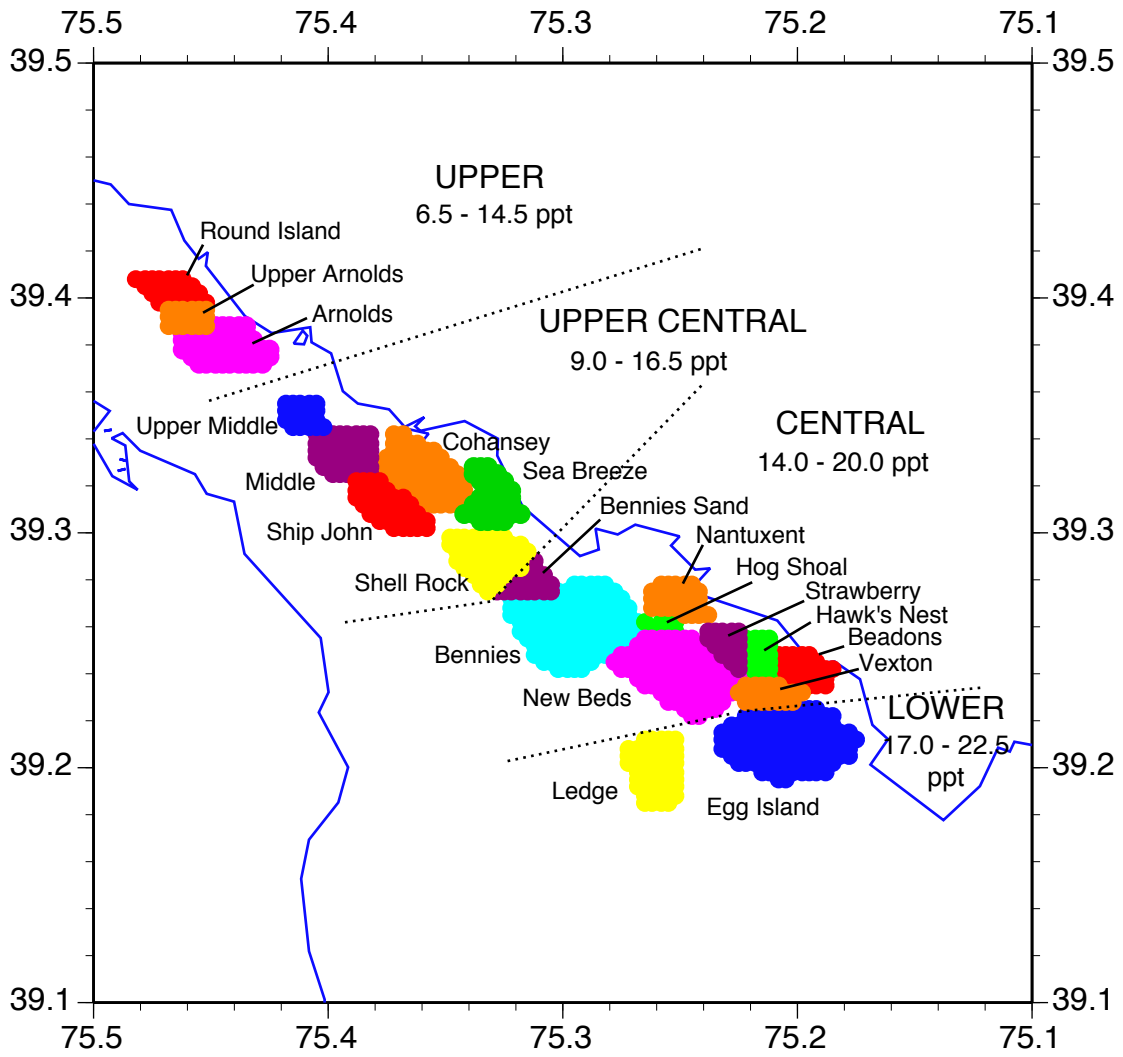 75.5 75.4 75.3 75.2 75.1
39.5 39.5
UPPER
6.5 - 14.5 ppt
Round Island
Upper Arnolds
39.4 39.4
Arnolds
UPPER CENTRAL
9.0 - 16.5 ppt
CENTRAL
14.0 - 20.0 ppt
Upper Middle
Cohansey
Sea Breeze
Middle
Bennies Sand
Ship John
39.3 39.3
Nantuxent
Hog Shoal
Shell Rock
Strawberry
Hawk's Nest
Beadons
Bennies
Vexton
New Beds
LOWER
17.0 - 22.5
ppt
39.2 39.2
Ledge
Egg Island
39.1 39.1
75.5 75.4 75.3 75.2 75.1